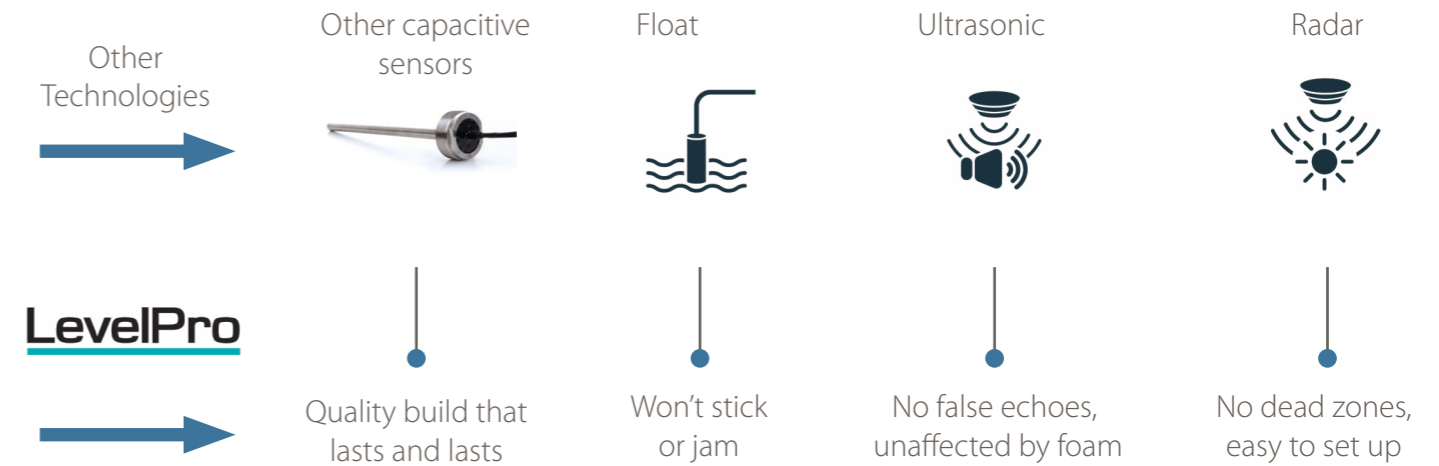 Other
Technologies
Other capacitive
sensors
Float
Ultrasonic
Radar
LevelPro
Quality build that
lasts and lasts
Won't stick
or jam
No false echoes,
unaffected by foam
No dead zones,
easy to set up